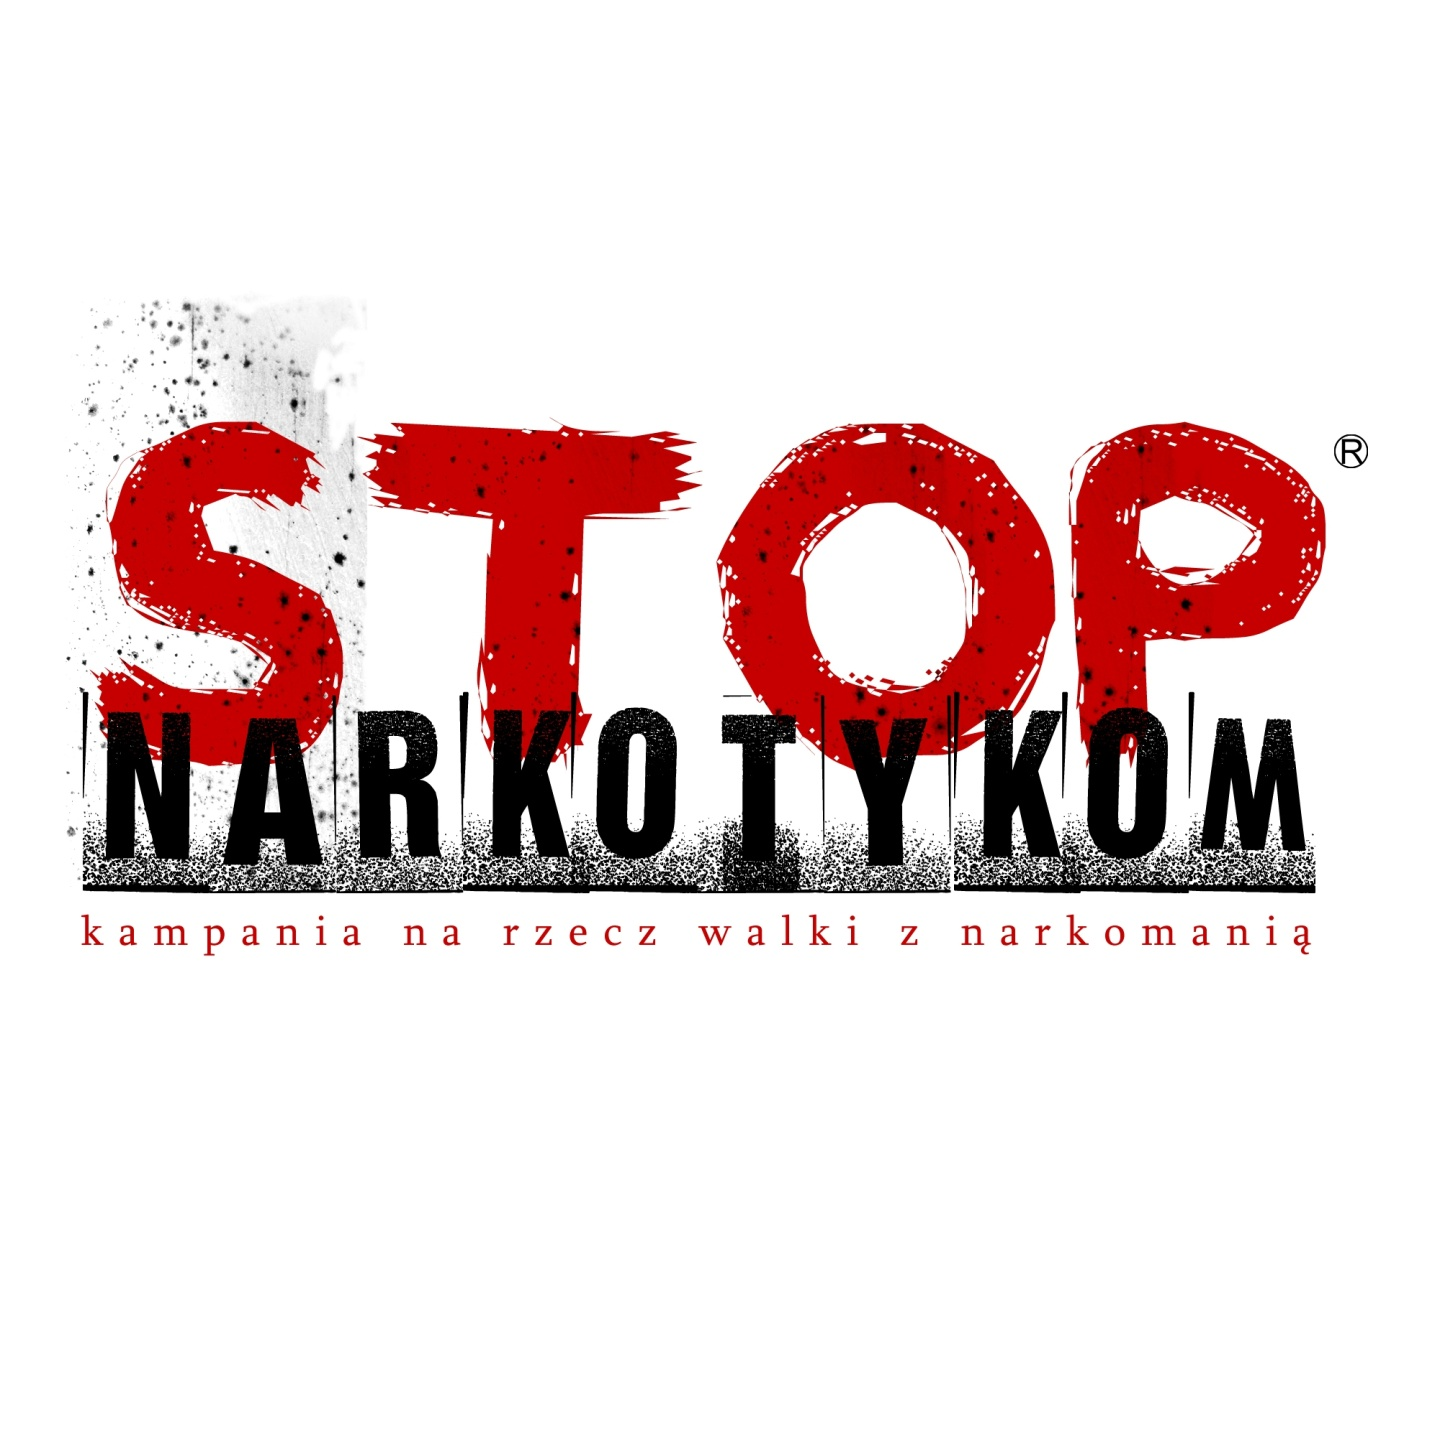 STOP ®
NARKOTYKOM
kampania na rzecz walki z narkomanią